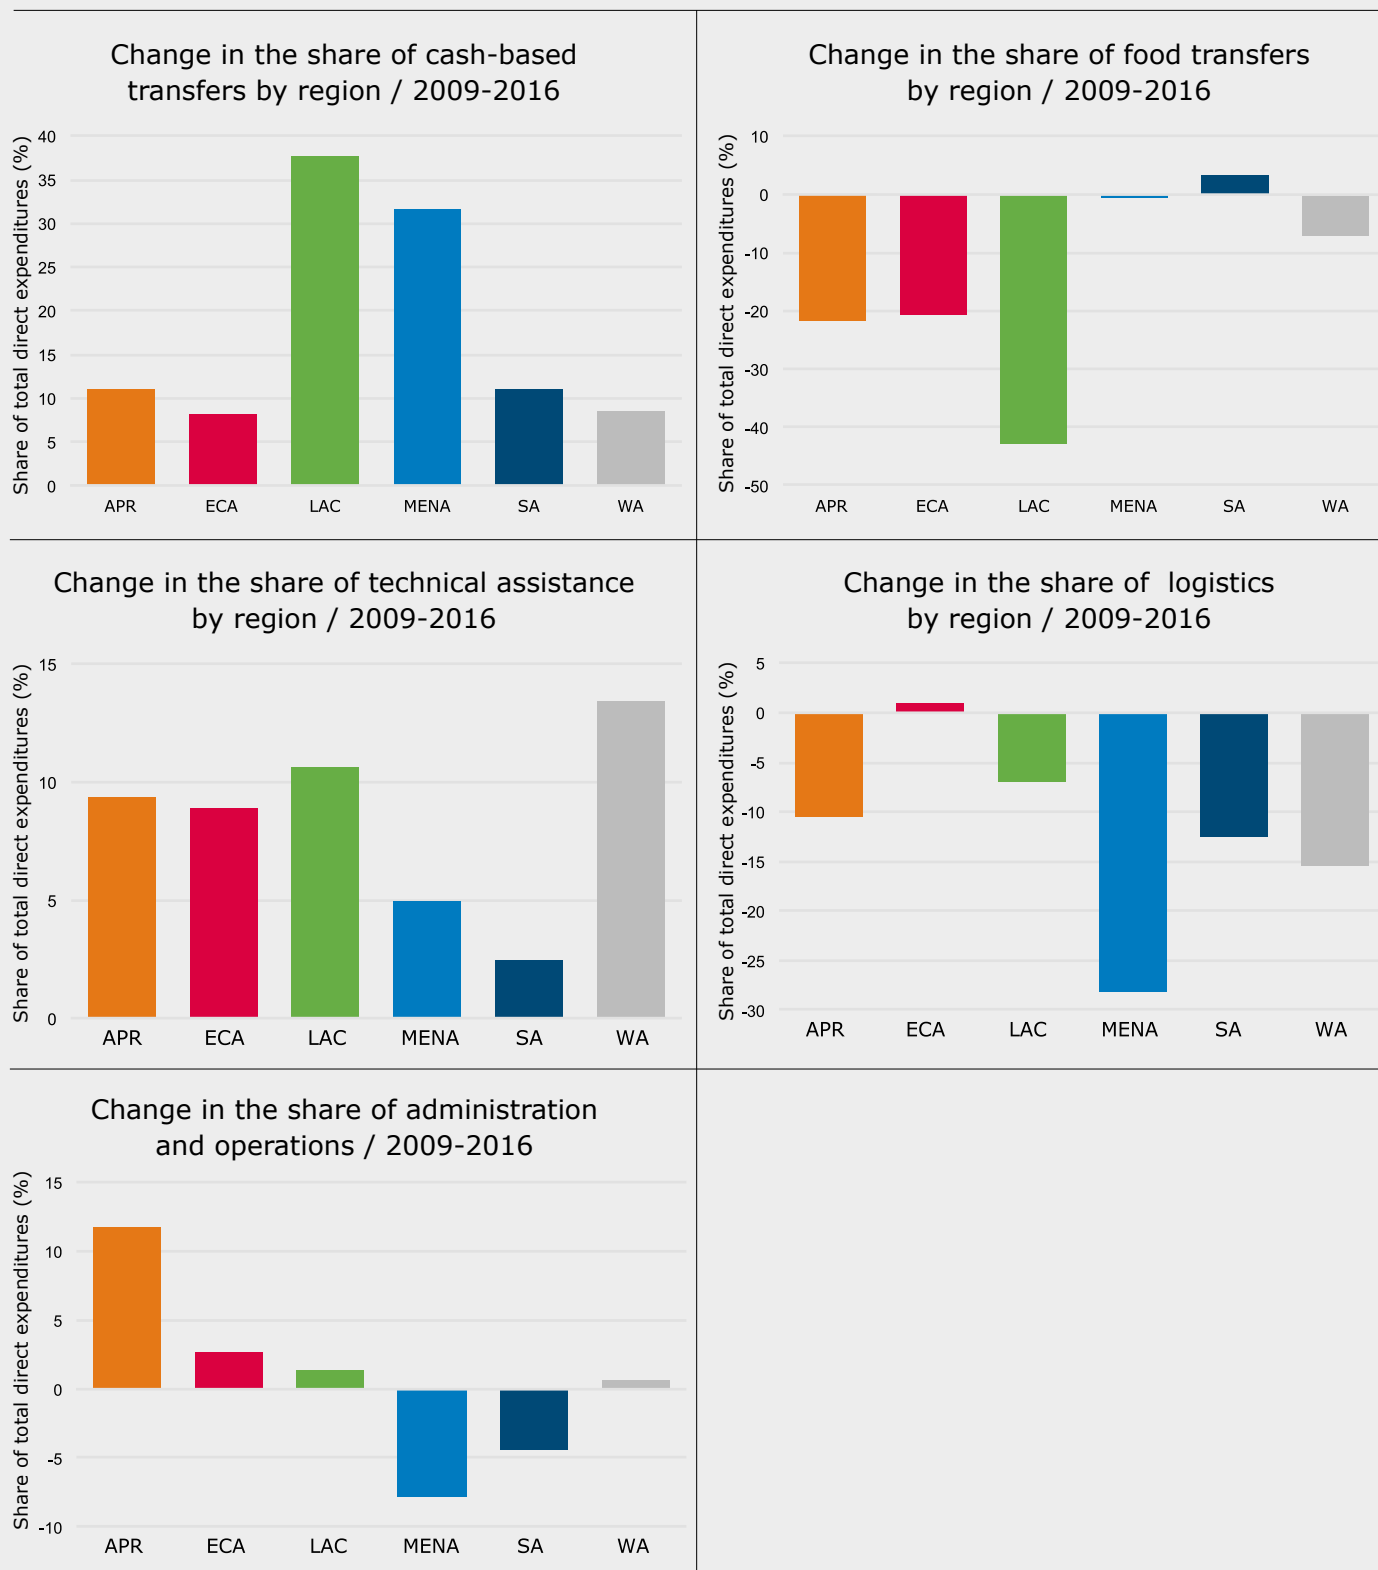 Change in the share of cash-based
transfers by region / 2009-2016
Share of total direct expenditures (%)
40
35
30
25
20
15
10
5
0
APR ECA LAC MENA SA WA
Change in the share of food transfers
by region / 2009-2016
Share of total direct expenditures (%)
10
0
-10
-20
-30
-40
-50
APR ECA LAC MENA SA WA
Change in the share of technical assistance
by region / 2009-2016
Share of total direct expenditures (%)
15
10
5
0
APR ECA LAC MENA SA WA
Change in the share of logistics
by region / 2009-2016
Share of total direct expenditures (%)
5
0
-5
-10
-15
-20
-25
-30
APR ECA LAC MENA SA WA
Change in the share of administration
and operations / 2009-2016
Share of total direct expenditures (%)
15
10
5
0
-5
-10
APR ECA LAC MENA SA WA